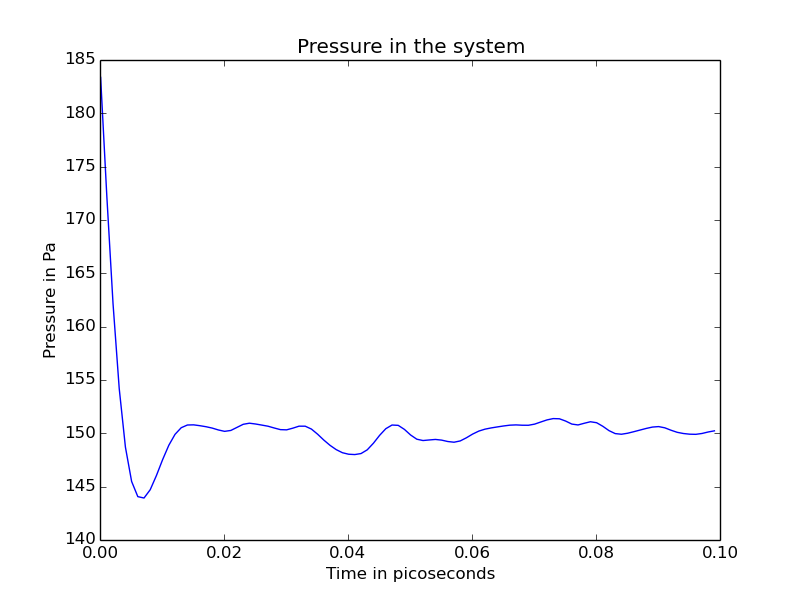 Pressure in the system
185
180
175
170
165
160
155
150
145
140
Pressure in Pa
0.00 0.02 0.04 0.06 0.08 0.10
Time in picoseconds